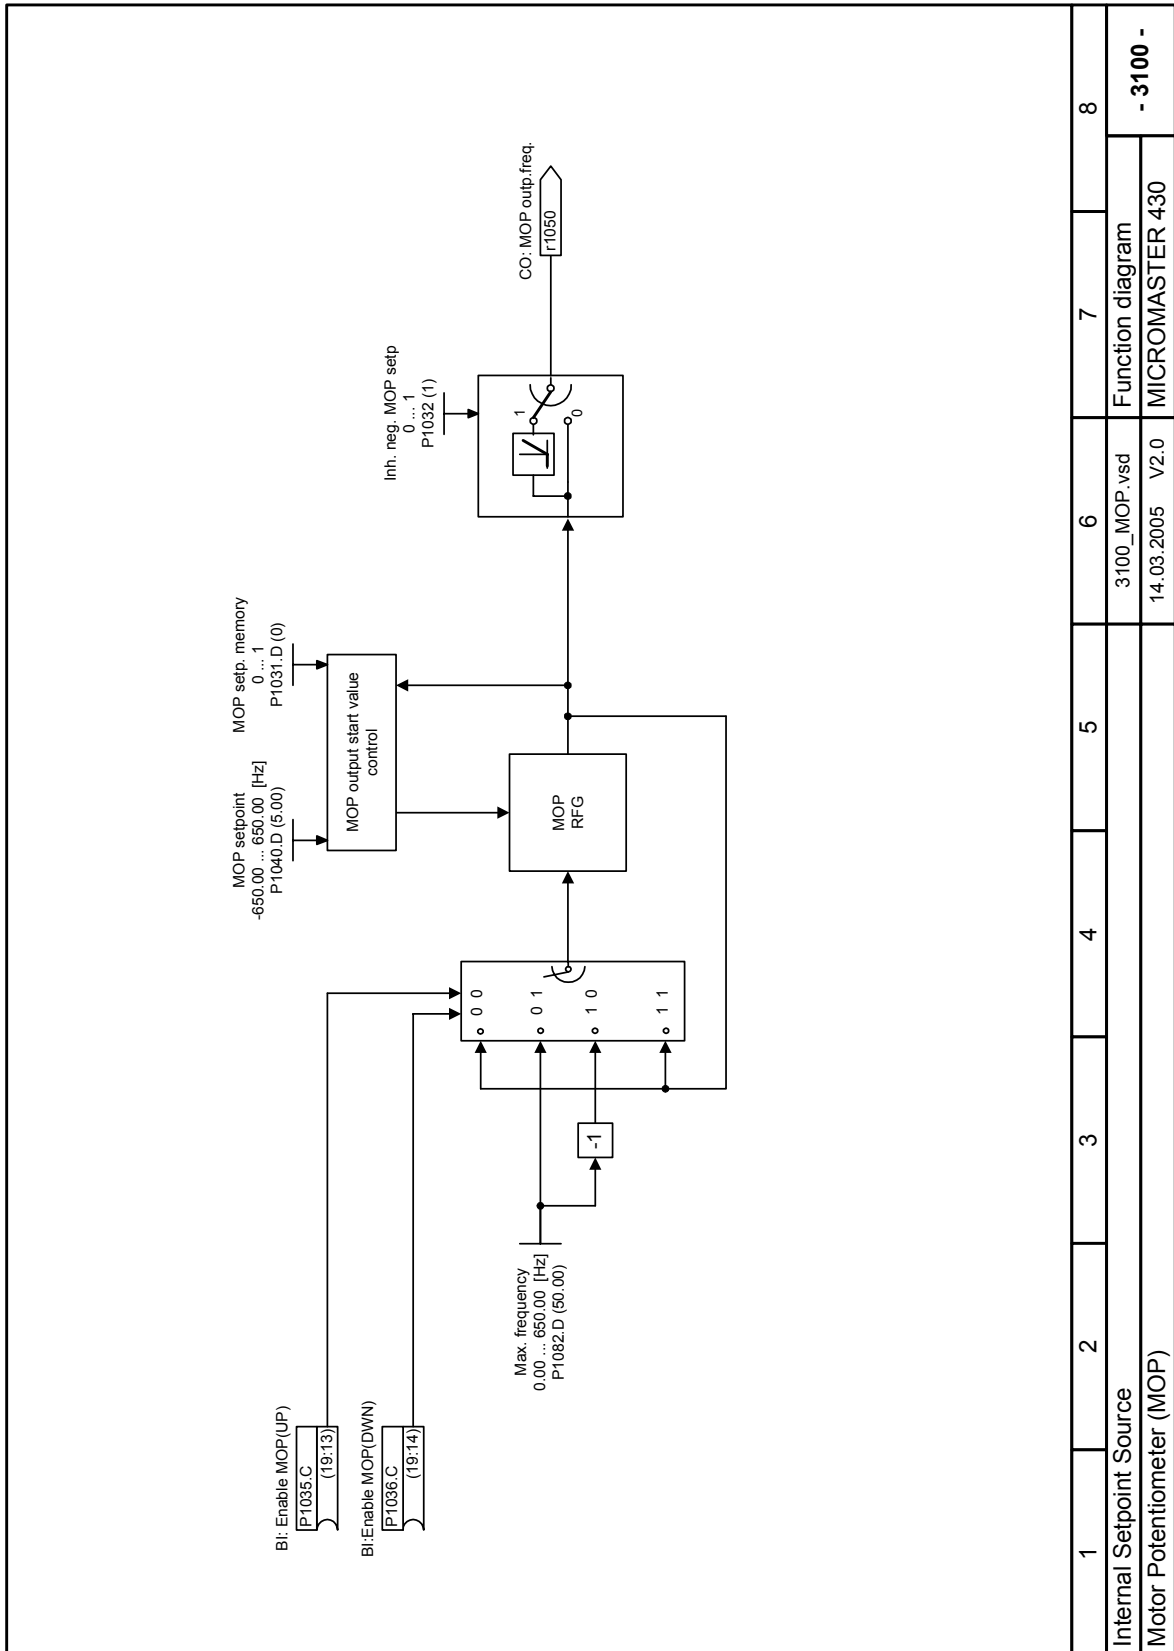 BI: Enable MOP(UP)
P1035.C
(19:13)
BI:Enable MOP(DWN)
P1036.C
(19:14)
Max. frequency
0.00 ... 650.00 [Hz]
P1082.D (50.00)
-1
0 0
0 1
1 0
1 1
MOP setpoint
-650.00 ... 650.00 [Hz]
P1040.D (5.00)
MOP setp. memory
0 ... 1
P1031.D (0)
MOP output start value
control
MOP
RFG
Inh. neg. MOP setp
0 ... 1
P1032 (1)
1
0
CO: MOP outp.freq.
r1050
1 2 3 4 5 6 7 8
Internal Setpoint Source
Motor Potentiometer (MOP)
3100_MOP.vsd
14.03.2005 V2.0
Function diagram
MICROMASTER 430
- 3100 -